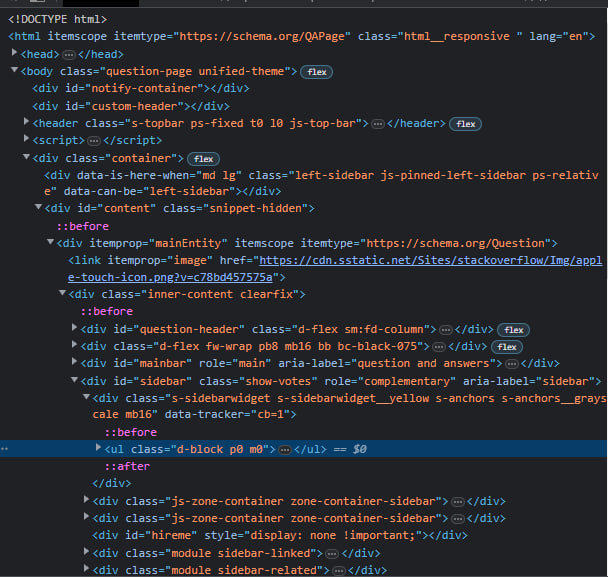 <!DOCTYPE html>
<html itemscope itemtype="https://schema.org/QAPage" class="html__responsive " lang="en">
<head>…</head>
<body class="question-page unified-theme"> flex
<div id="notify-container"></div>
<div id="custom-header"></div>
<header class="s-topbar ps-fixed t0 l0 js-top-bar">…</header> flex
<script>…</script>
<div class="container"> flex
<div data-is-here-when="md lg" class="left-sidebar js-pinned-left-sidebar ps-relativ
e" data-can-be="left-sidebar"></div>
<div id="content" class="snippet-hidden">
::before
<div itemprop="mainEntity" itemscope itemtype="https://schema.org/Question">
<link itemprop="image" href="https://cdn.sstatic.net/Sites/stackoverflow/Img/appl
e-touch-icon.png?v=c78bd457575a">
<div class="inner-content clearfix">
::before
<div id="question-header" class="d-flex sm:fd-column">…</div> flex
<div class="d-flex fw-wrap pb8 mb16 bb bc-black-075">…</div> flex
<div id="mainbar" role="main" aria-label="question and answers">…</div>
<div id="sidebar" class="show-votes" role="complementary" aria-label="sidebar">
<div class="s-sidebarwidget s-sidebarwidget__yellow s-anchors s-anchors__grays
cale mb16" data-tracker="cb=1">
::before
… <ul class="d-block p0 m0">…</ul> == $0
::after
</div>
<div class="js-zone-container zone-container-sidebar">…</div>
<div class="js-zone-container zone-container-sidebar">…</div>
<div id="hireme" style="display: none !important;"></div>
<div class="module sidebar-linked">…</div>
<div class="module sidebar-related">…</div>